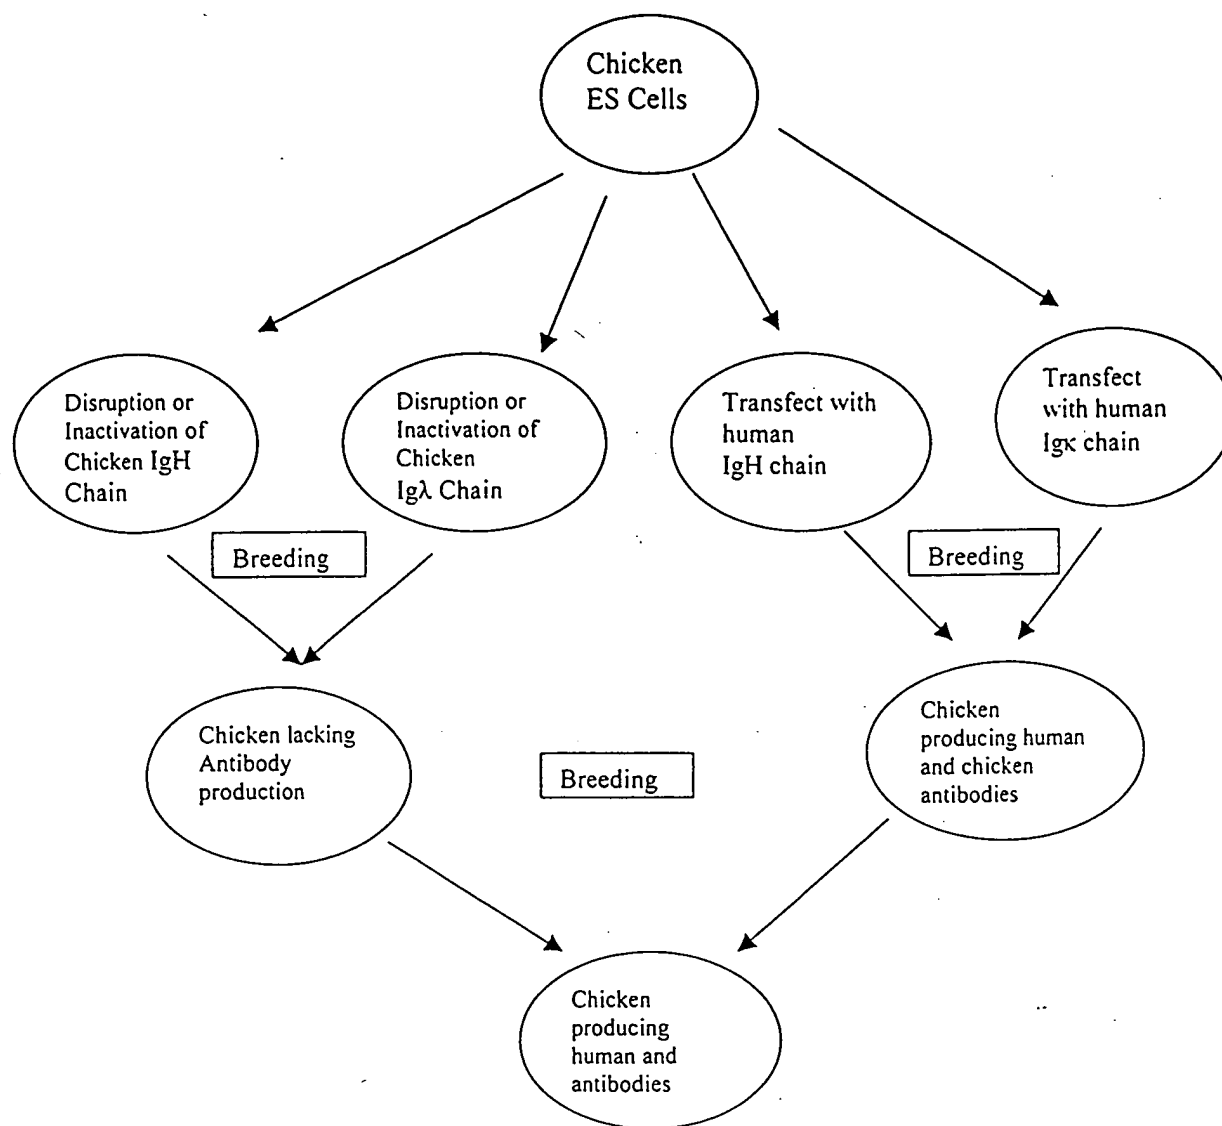 Chicken
ES Cells
Disruption or
Inactivation of
Chicken IgH
Chain
Disruption or
Inactivation of
Chicken
Igλ Chain
Transfect with
human
IgH chain
Transfect
with human
Igκ chain
Breeding
Breeding
Chicken lacking
Antibody
production
Breeding
Chicken
producing human
and chicken
antibodies
Chicken
producing
human and
antibodies